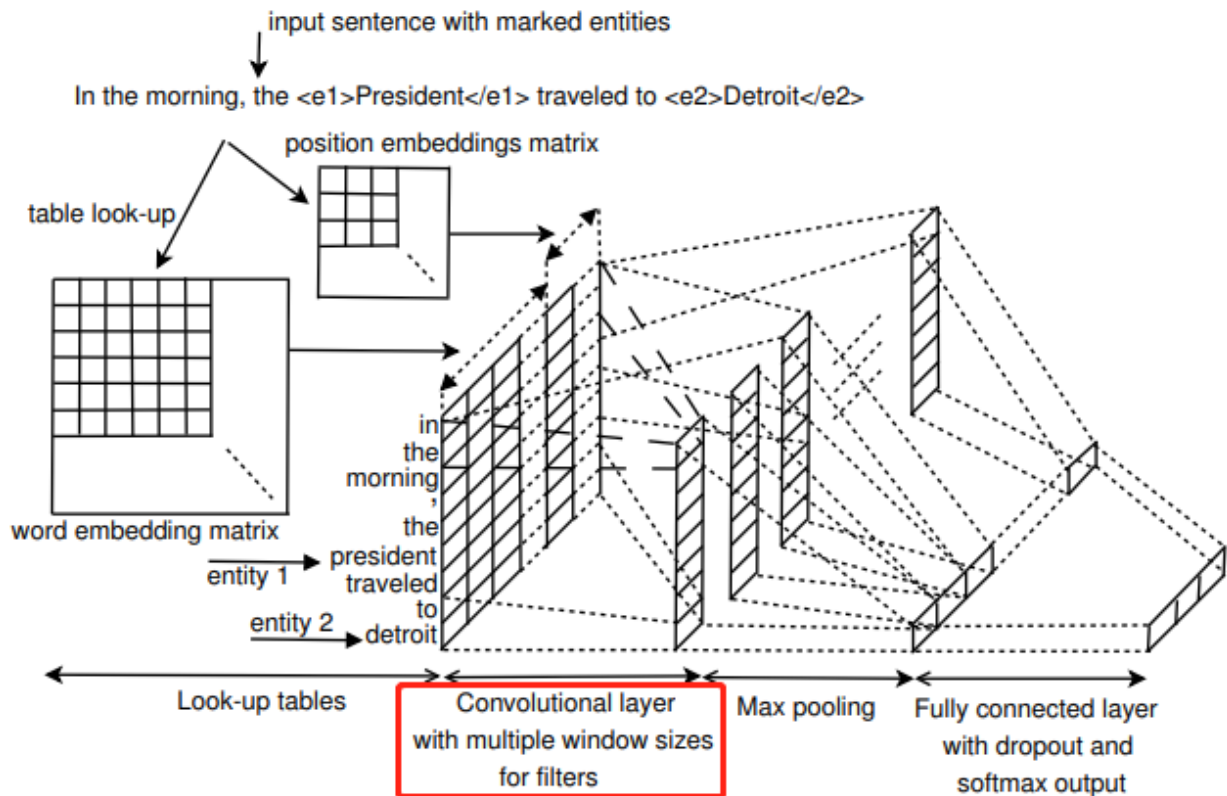 input sentence with marked entities
In the morning, the <e1>President</e1> traveled to <e2>Detroit</e2>
position embeddings matrix
table look-up
word embedding matrix
in
the
morning
,
the
president
traveled
to
detroit
entity 1
entity 2
Look-up tables
Convolutional layer
with multiple window sizes
for filters
Max pooling
Fully connected layer
with dropout and
softmax output